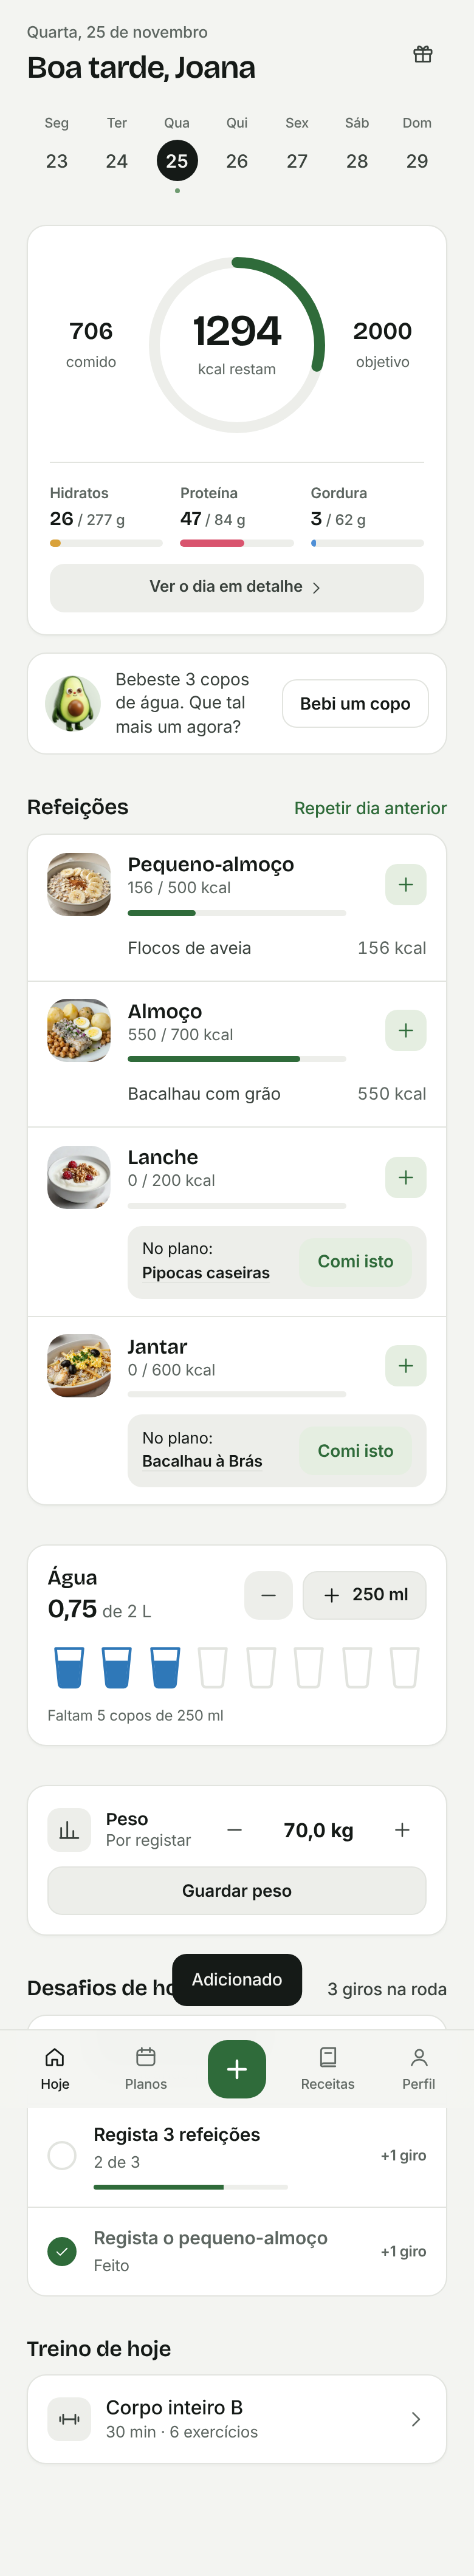 Quarta, 25 de novembro
Boa tarde, Joana
Seg Ter Qua Qui Sex Sáb Dom
23 24 25 26 27 28 29
706
comido
1294
kcal restam
2000
objetivo
Hidratos
26 / 277 g
Proteína
47 / 84 g
Gordura
3 / 62 g
Ver o dia em detalhe
Bebeste 3 copos
de água. Que tal
mais um agora?
Bebi um copo
Refeições
Repetir dia anterior
Pequeno-almoço
156 / 500 kcal
Flocos de aveia 156 kcal
Almoço
550 / 700 kcal
Bacalhau com grão 550 kcal
Lanche
0 / 200 kcal
No plano:
Pipocas caseiras
Comi isto
Jantar
0 / 600 kcal
No plano:
Bacalhau à Brás
Comi isto
Água
0,75 de 2 L
250 ml
Faltam 5 copos de 250 ml
Peso
Por registar
70,0 kg
Guardar peso
Desafios de
3 giros na roda
Adicionado
Hoje
Planos
Receitas
Perfil
Regista 3 refeições
2 de 3
+1 giro
Regista o pequeno-almoço
Feito
+1 giro
Treino de hoje
Corpo inteiro B
30 min · 6 exercícios